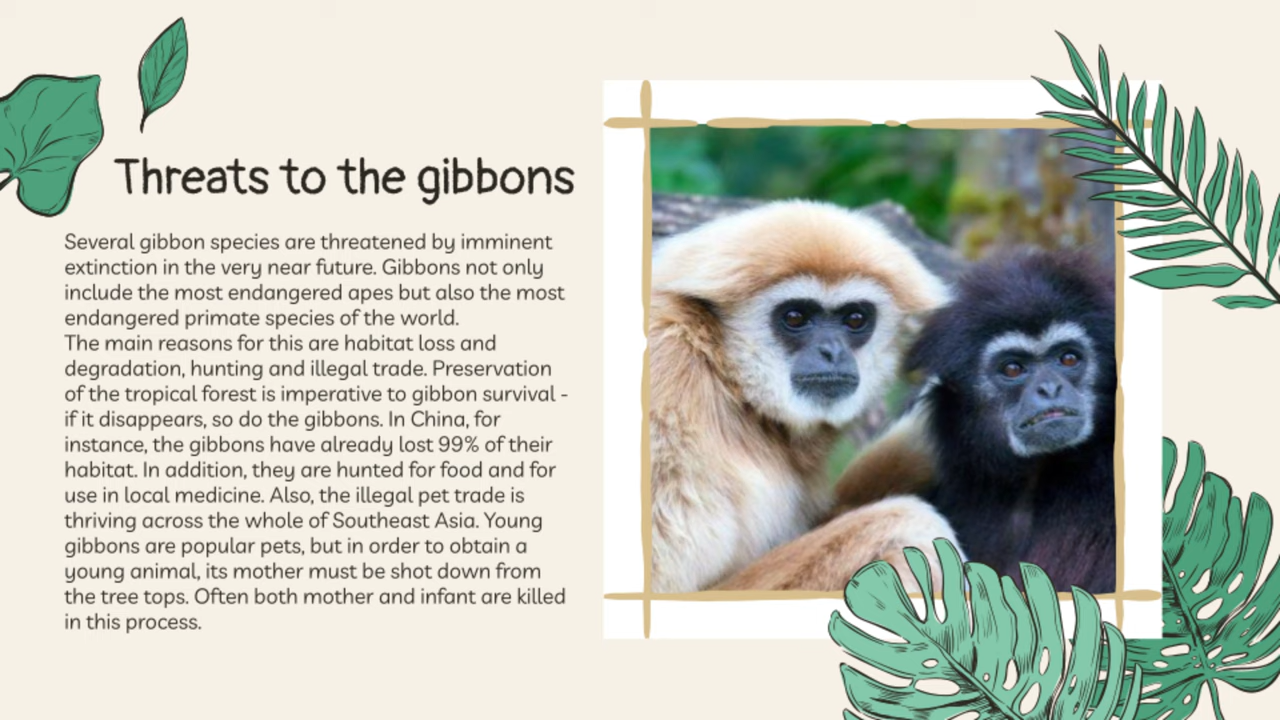 Threats to the gibbons
Several gibbon species are threatened by imminent
extinction in the very near future. Gibbons not only
include the most endangered apes but also the most
endangered primate species of the world.
The main reasons for this are habitat loss and
degradation, hunting and illegal trade. Preservation
of the tropical forest is imperative to gibbon survival -
if it disappears, so do the gibbons. In China, for
instance, the gibbons have already lost 99% of their
habitat. In addition, they are hunted for food and for
use in local medicine. Also, the illegal pet trade is
thriving across the whole of Southeast Asia. Young
gibbons are popular pets, but in order to obtain a
young animal, its mother must be shot down from
the tree tops. Often both mother and infant are killed
in this process.